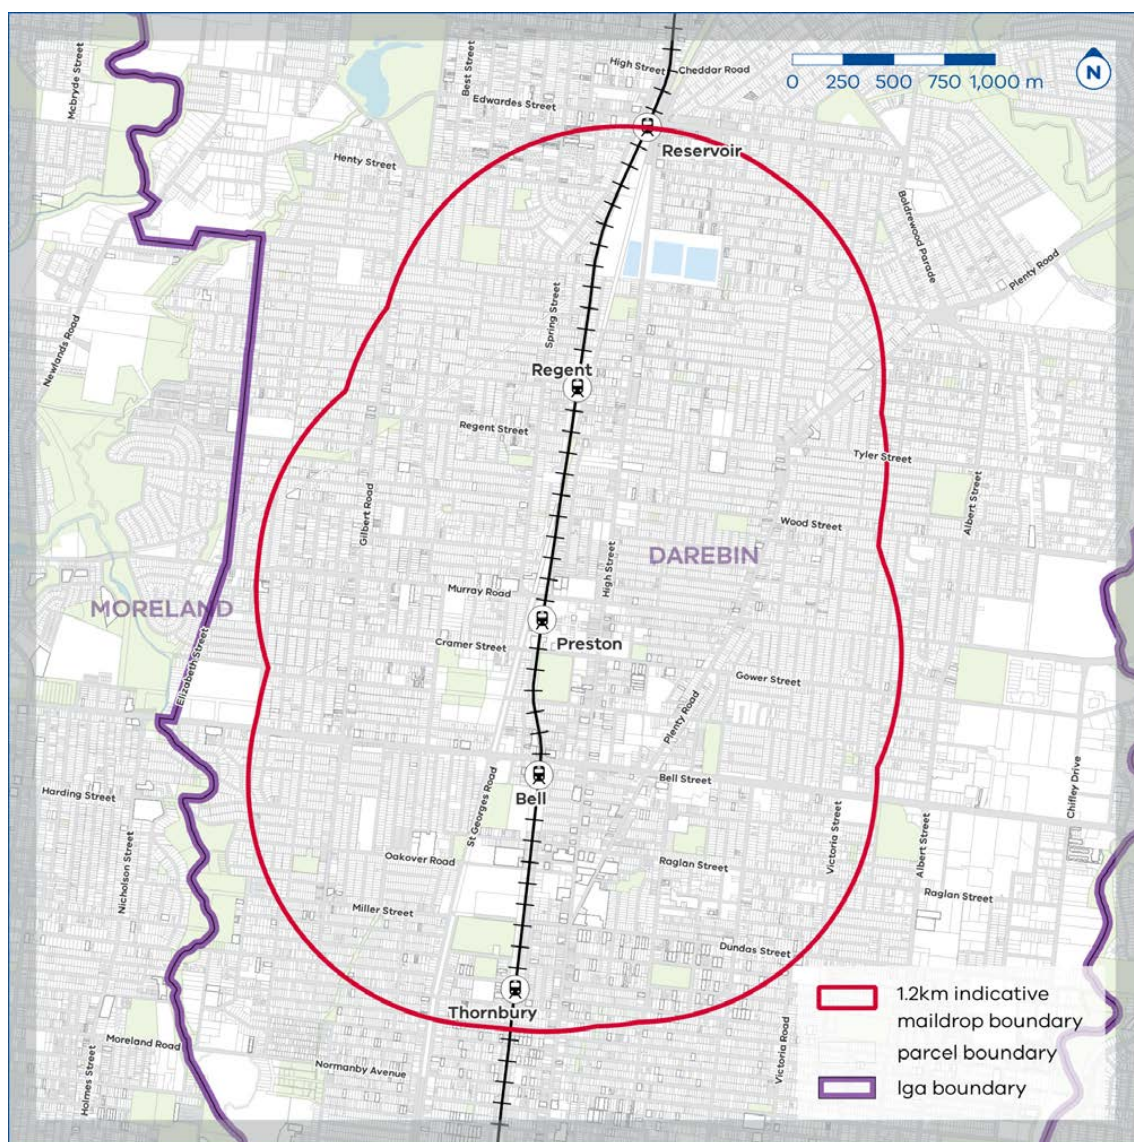 High Street
Cheddar Road
0 250 500 750 1,000 m
N
Mcbryde Street
Best Street
Edwardes Street
Reservoir
Henty Street
Boldrewood Parade
Plenty Road
Newlands Road
Spring Street
Regent
Regent Street
Tyler Street
Gilbert Road
Albert Street
Wood Street
High Street
DAREBIN
MORELAND
Murray Road
Preston
Cramer Street
Elizabeth Street
Gower Street
Plenty Road
Bell
Bell Street
Harding Street
St Georges Road
Chifley Drive
Victoria Street
Albert Street
Oakover Road
Raglan Street
Nicholson Street
Raglan Street
Miller Street
Dundas Street
Thornbury
Moreland Road
Normanby Avenue
Holmes Street
Victoria Road
1.2km indicative
maildrop boundary
parcel boundary
lga boundary